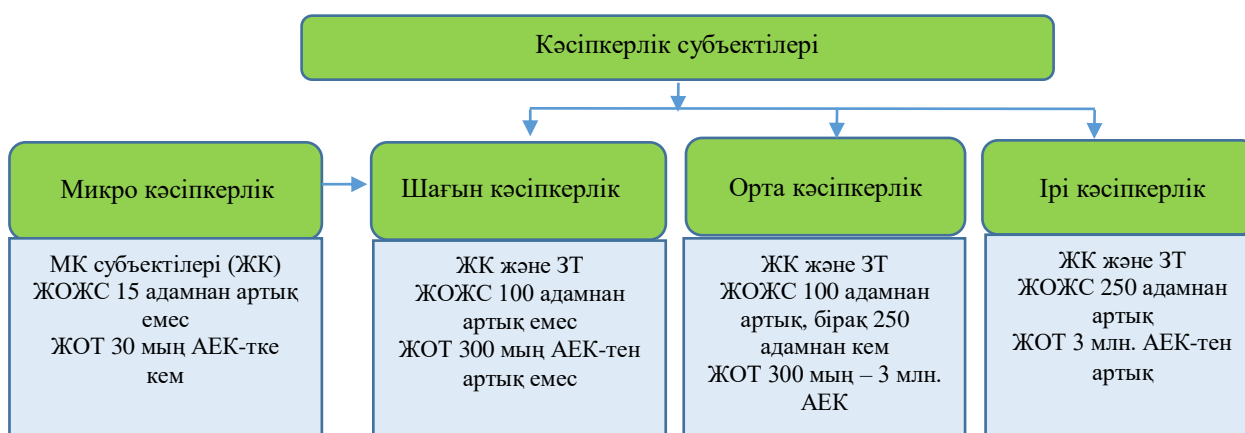 Кәсіпкерлік субъектілері
Микро кәсіпкерлік
МК субъектілері (ЖК)
ЖОЖС 15 адамнан артық
емес
ЖОТ 30 мың АЕК-тке
кем
Шағын кәсіпкерлік
ЖК және ЗТ
ЖОЖС 100 адамнан
артық емес
ЖОТ 300 мың АЕК-тен
артық емес
Орта кәсіпкерлік
ЖК және ЗТ
ЖОЖС 100 адамнан
артық, бірақ 250
адамнан кем
ЖОТ 300 мың – 3 млн.
АЕК
Ірі кәсіпкерлік
ЖК және ЗТ
ЖОЖС 250 адамнан
артық
ЖОТ 3 млн. АЕК-тен
артық